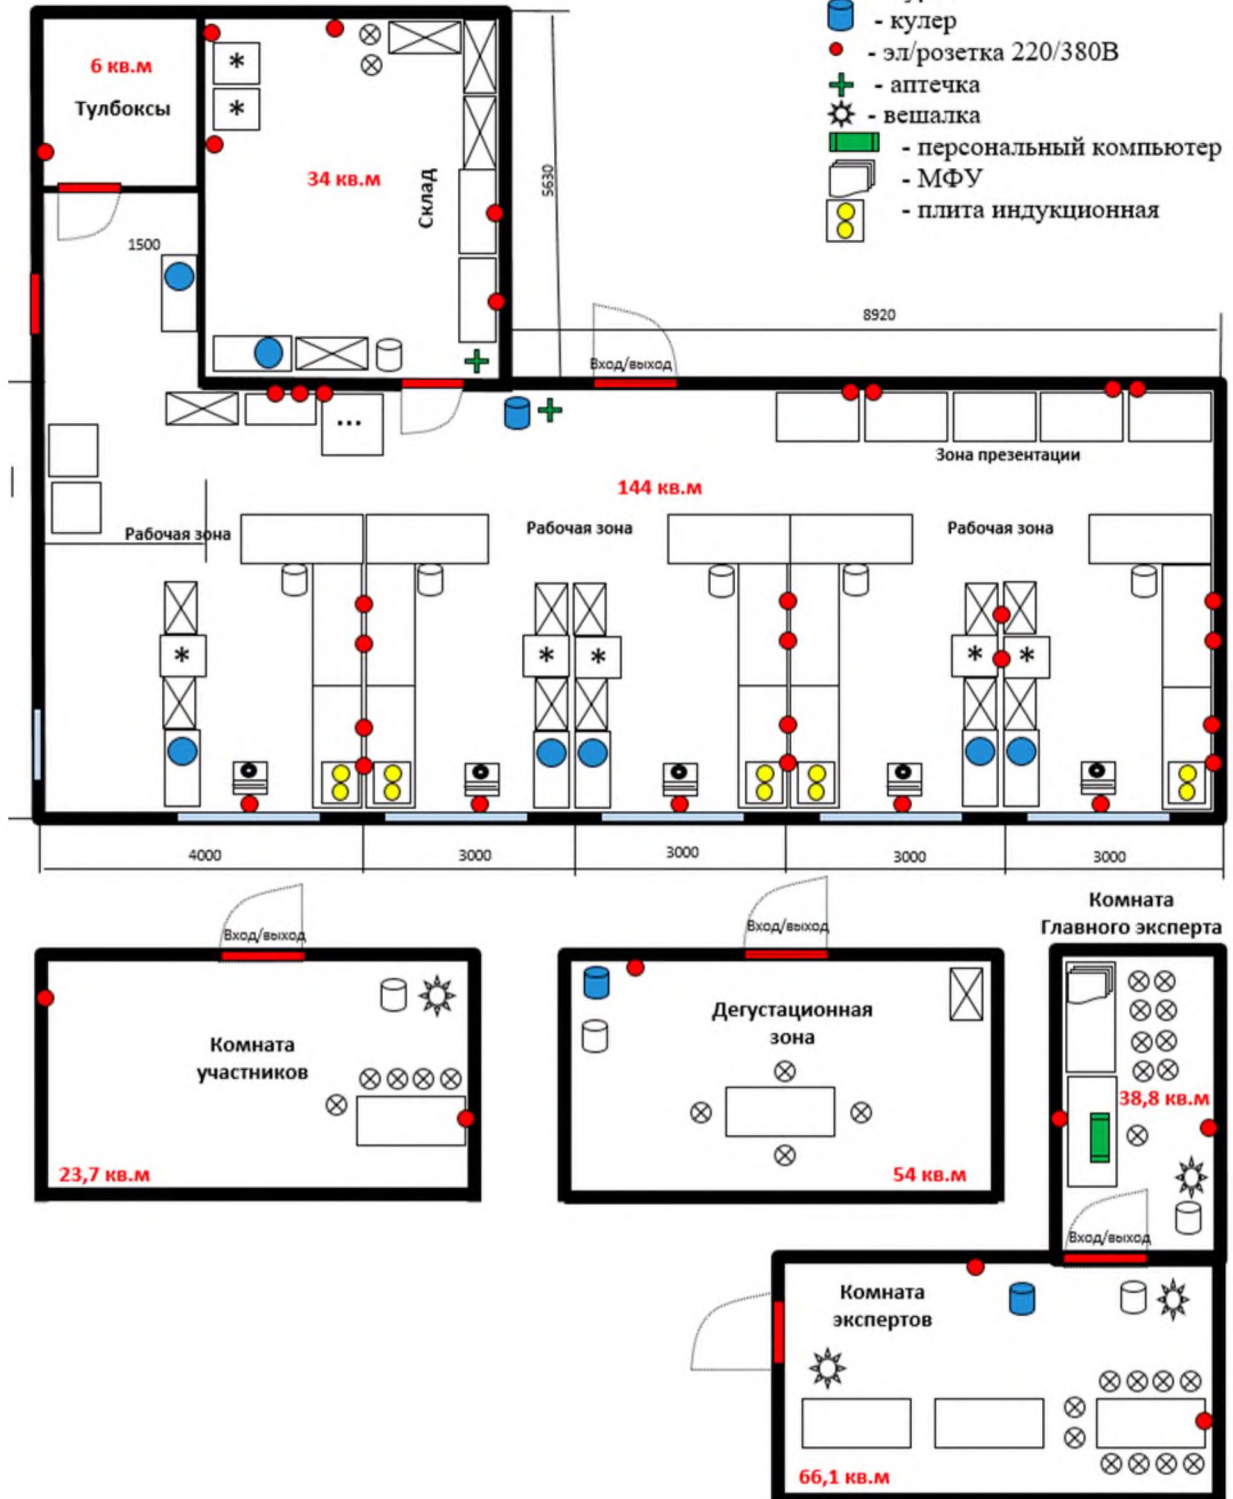 - кулер
- эл/розетка 220/380В
- аптечка
- вешалка
- персональный компьютер
- МФУ
- плита индукционная
6 кв.м
Тулбоксы
34 кв.м
Склад
5630
1500
8920
Вход/выход
...
Зона презентации
144 кв.м
Рабочая зона
Рабочая зона
Рабочая зона
4000
3000
3000
3000
3000
Вход/выход
Комната
участников
23,7 кв.м
Вход/выход
Дегустационная
зона
54 кв.м
Комната
Главного эксперта
38,8 кв.м
Вход/выход
Комната
экспертов
66,1 кв.м